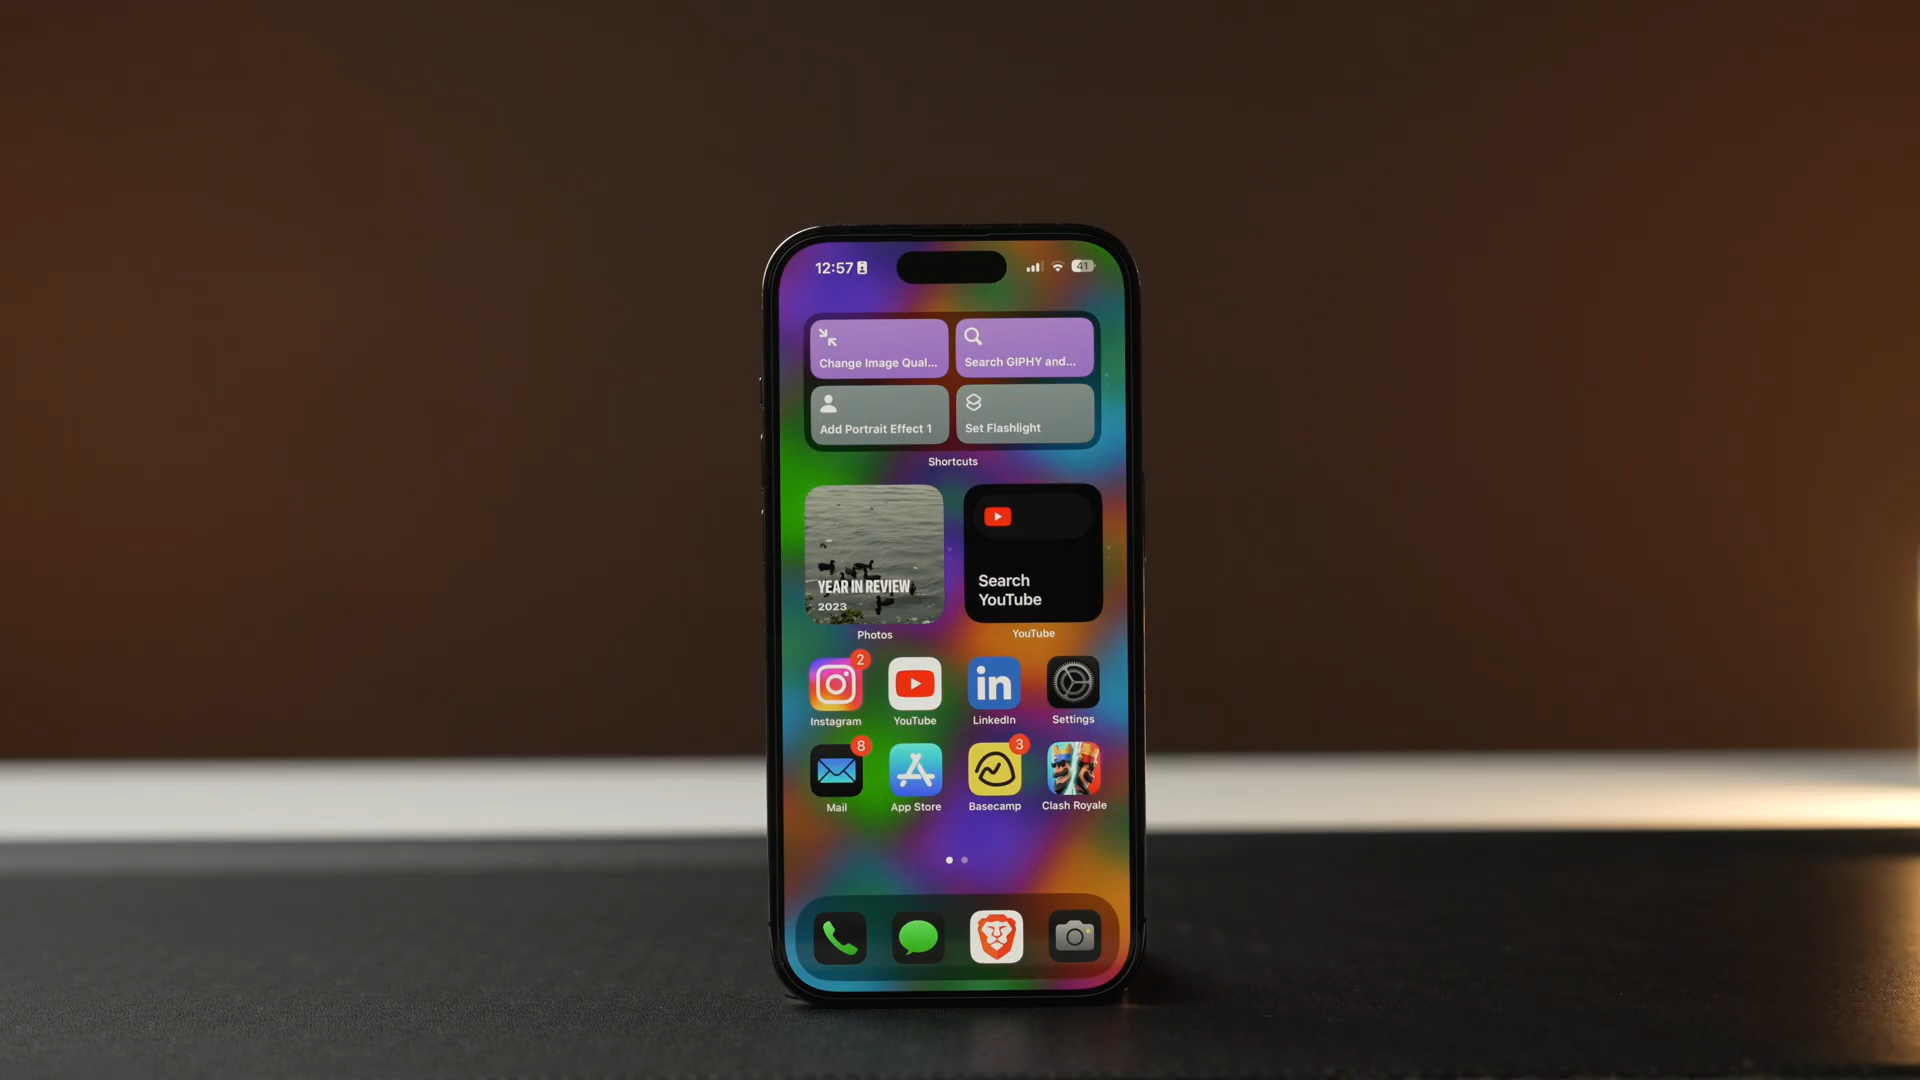 12:57
41
Change Image Qual...
Search GIPHY and...
Add Portrait Effect 1
Set Flashlight
Shortcuts
YEAR IN REVIEW
2023
Search
YouTube
Photos
YouTube
2
Instagram
YouTube
in
LinkedIn
Settings
8
3
Mail
App Store
Basecamp
Clash Royale